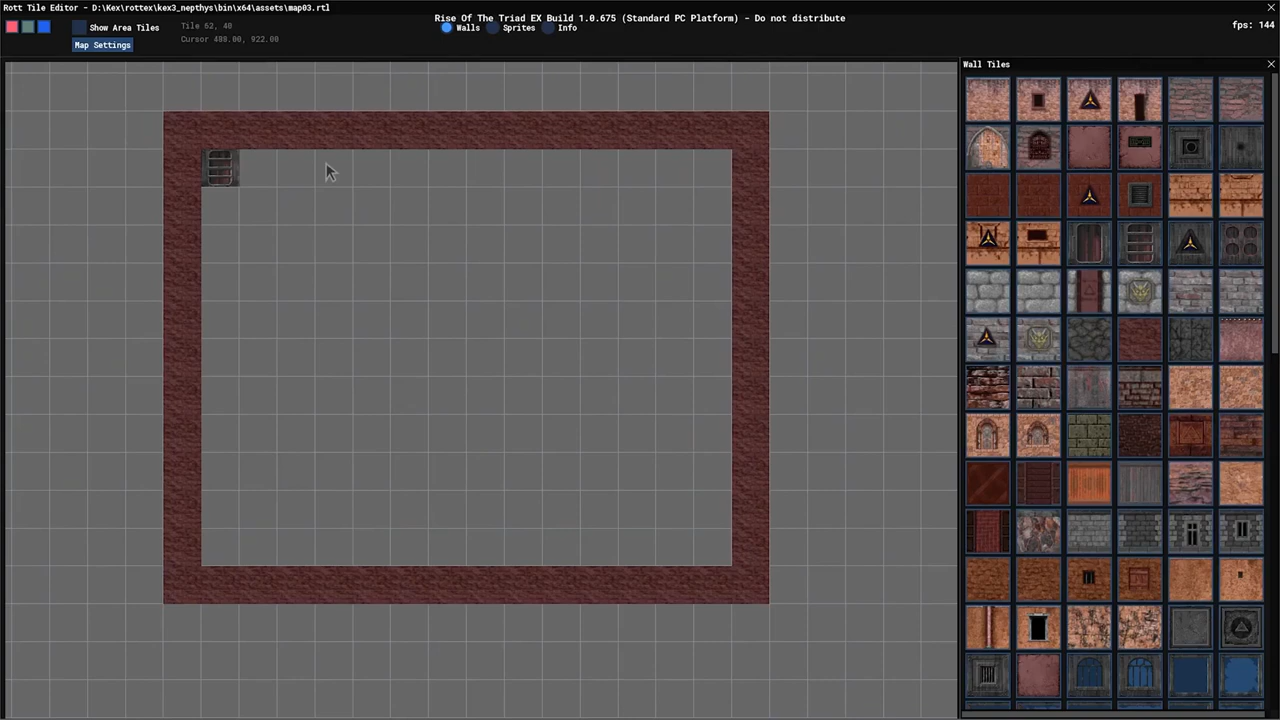 Rott Tile Editor - D:\Kex\rottex\kex3_nepthys\bin\x64\assets\map03.rtl
Rise Of The Triad EX Build 1.0.675 (Standard PC Platform) - Do not distribute
Show Area Tiles
Tile 62, 40
Walls
Sprites
Info
fps: 144
Map Settings
Cursor 488.00, 922.00
Wall Tiles